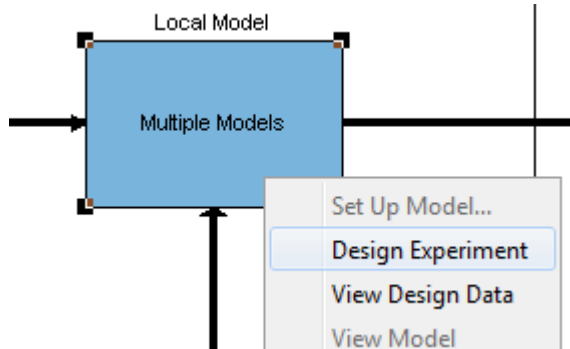 Local Model
Multiple Models
Set Up Model...
Design Experiment
View Design Data
View Model